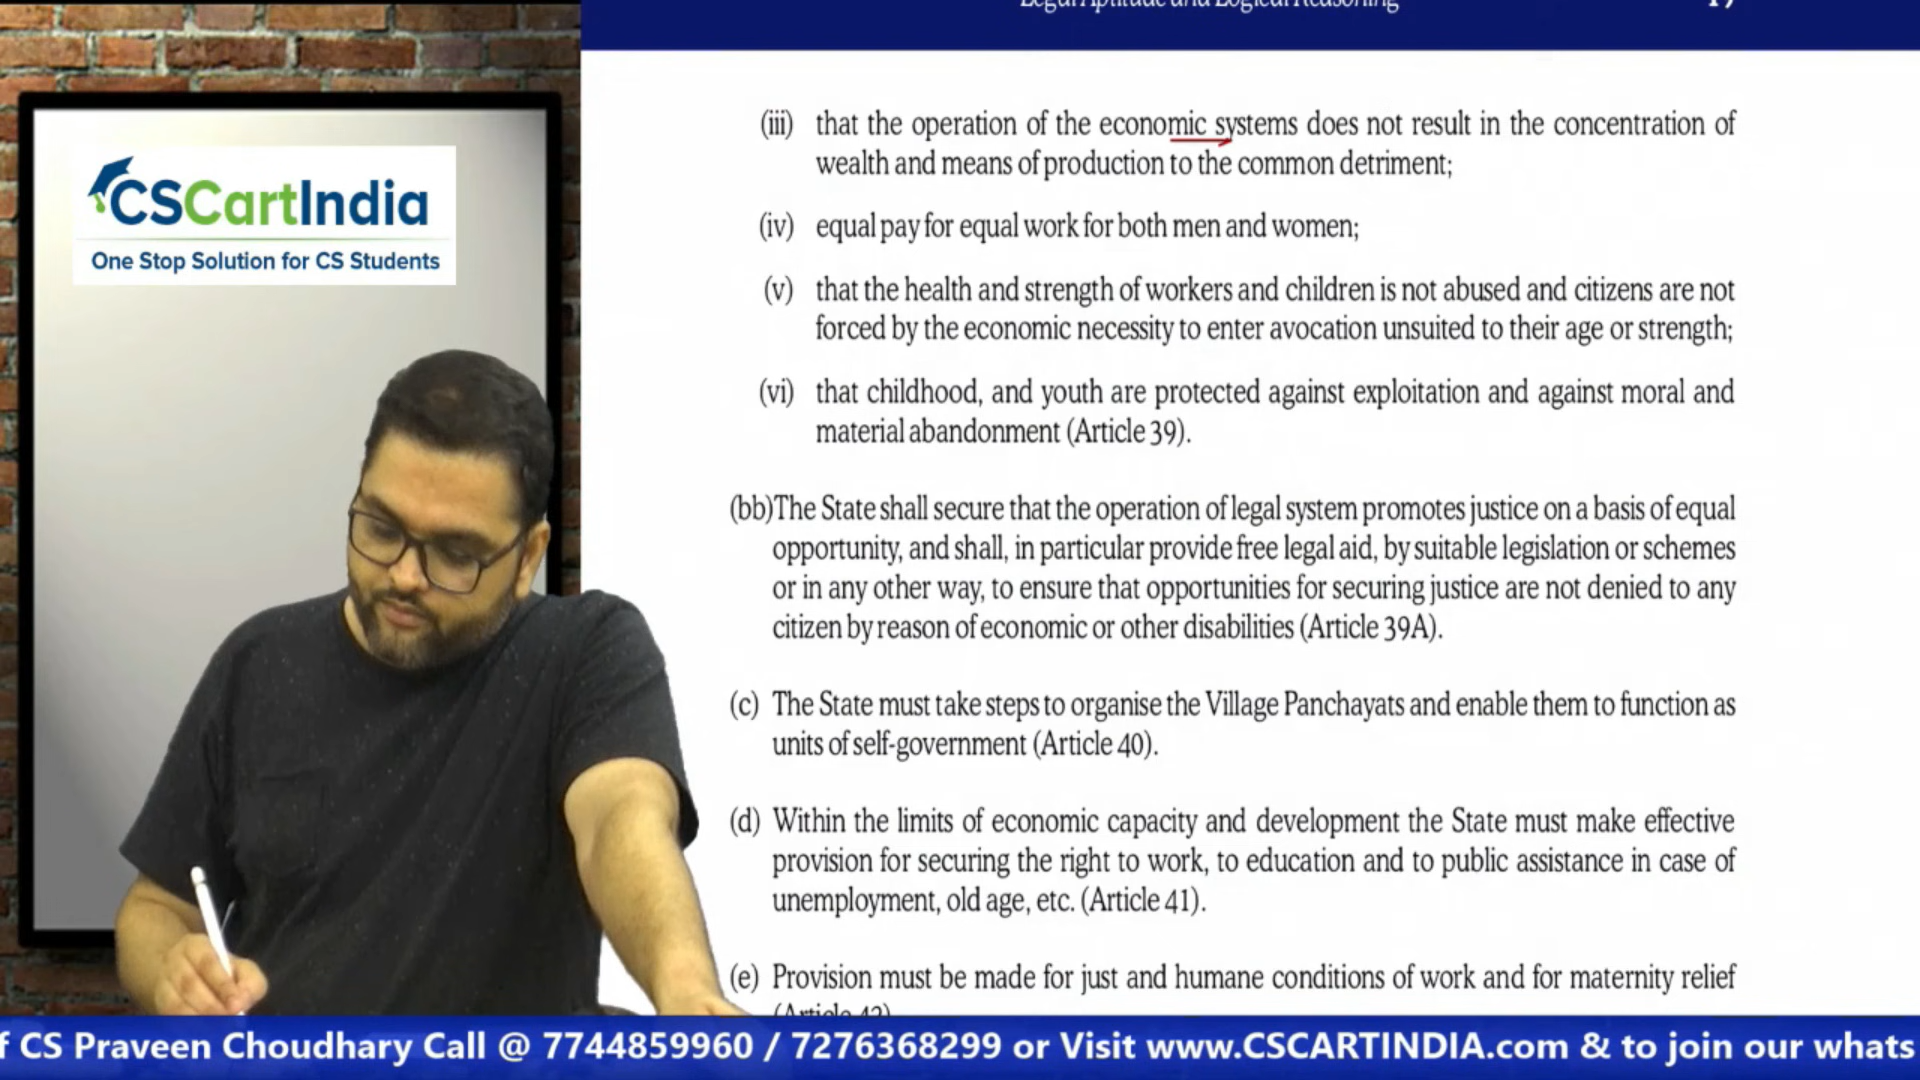 Legal Aptitude and Logical Reasoning
CSCartIndia
One Stop Solution for CS Students
(iii) that the operation of the economic systems does not result in the concentration of
wealth and means of production to the common detriment;
(iv) equal pay for equal work for both men and women;
(v) that the health and strength of workers and children is not abused and citizens are not
forced by the economic necessity to enter avocation unsuited to their age or strength;
(vi) that childhood, and youth are protected against exploitation and against moral and
material abandonment (Article 39).
(bb)The State shall secure that the operation of legal system promotes justice on a basis of equal
opportunity, and shall, in particular provide free legal aid, by suitable legislation or schemes
or in any other way, to ensure that opportunities for securing justice are not denied to any
citizen by reason of economic or other disabilities (Article 39A).
(c) The State must take steps to organise the Village Panchayats and enable them to function as
units of self-government (Article 40).
(d) Within the limits of economic capacity and development the State must make effective
provision for securing the right to work, to education and to public assistance in case of
unemployment, old age, etc. (Article 41).
(e) Provision must be made for just and humane conditions of work and for maternity relief
(Article 42)
f CS Praveen Choudhary Call @ 7744859960 / 7276368299 or Visit www.CSCARTINDIA.com & to join our whats